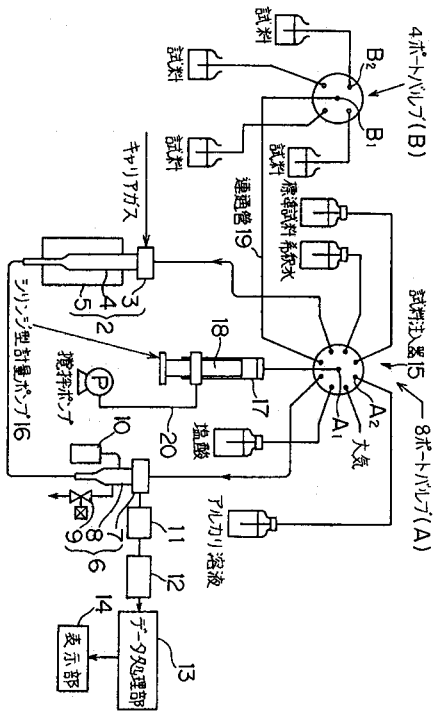 4ポートバルブ(B)
B₂
B₁
試料
試料
試料
試料
連通管19
標準試料
希釈水
試料注入器15
8ポートバルブ(A)
A₂
A₁
大気
塩酸
アルカリ溶液
キャリアガス
3
4
5
2
シリンジ型計量ポンプ16
18
17
20
P
撹拌ポンプ
10
9
8
7
6
11
12
データ処理部
13
表示部
14